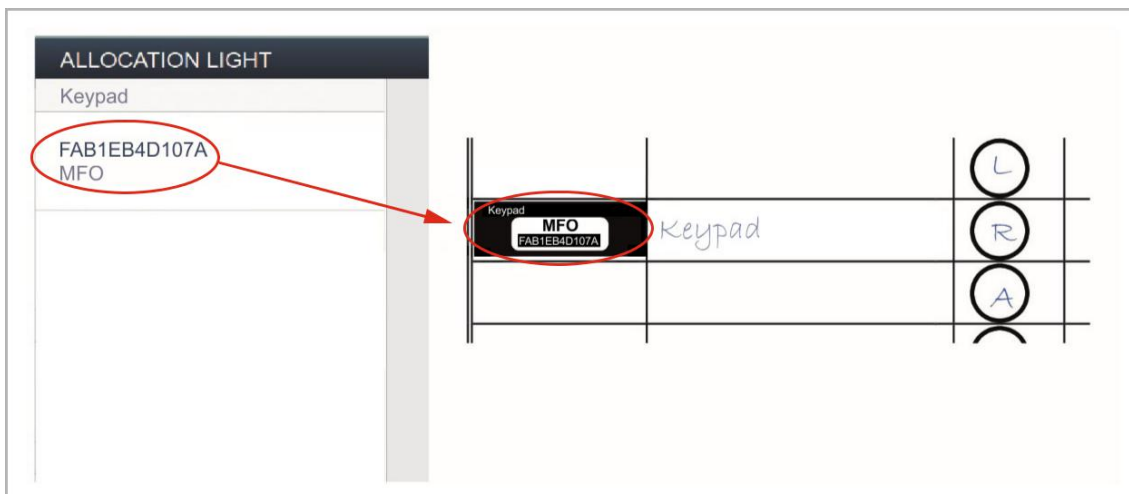 ALLOCATION LIGHT
Keypad
FAB1EB4D107A
MFO
Keypad
MFO
FAB1EB4D107A
Keypad
L
R
A